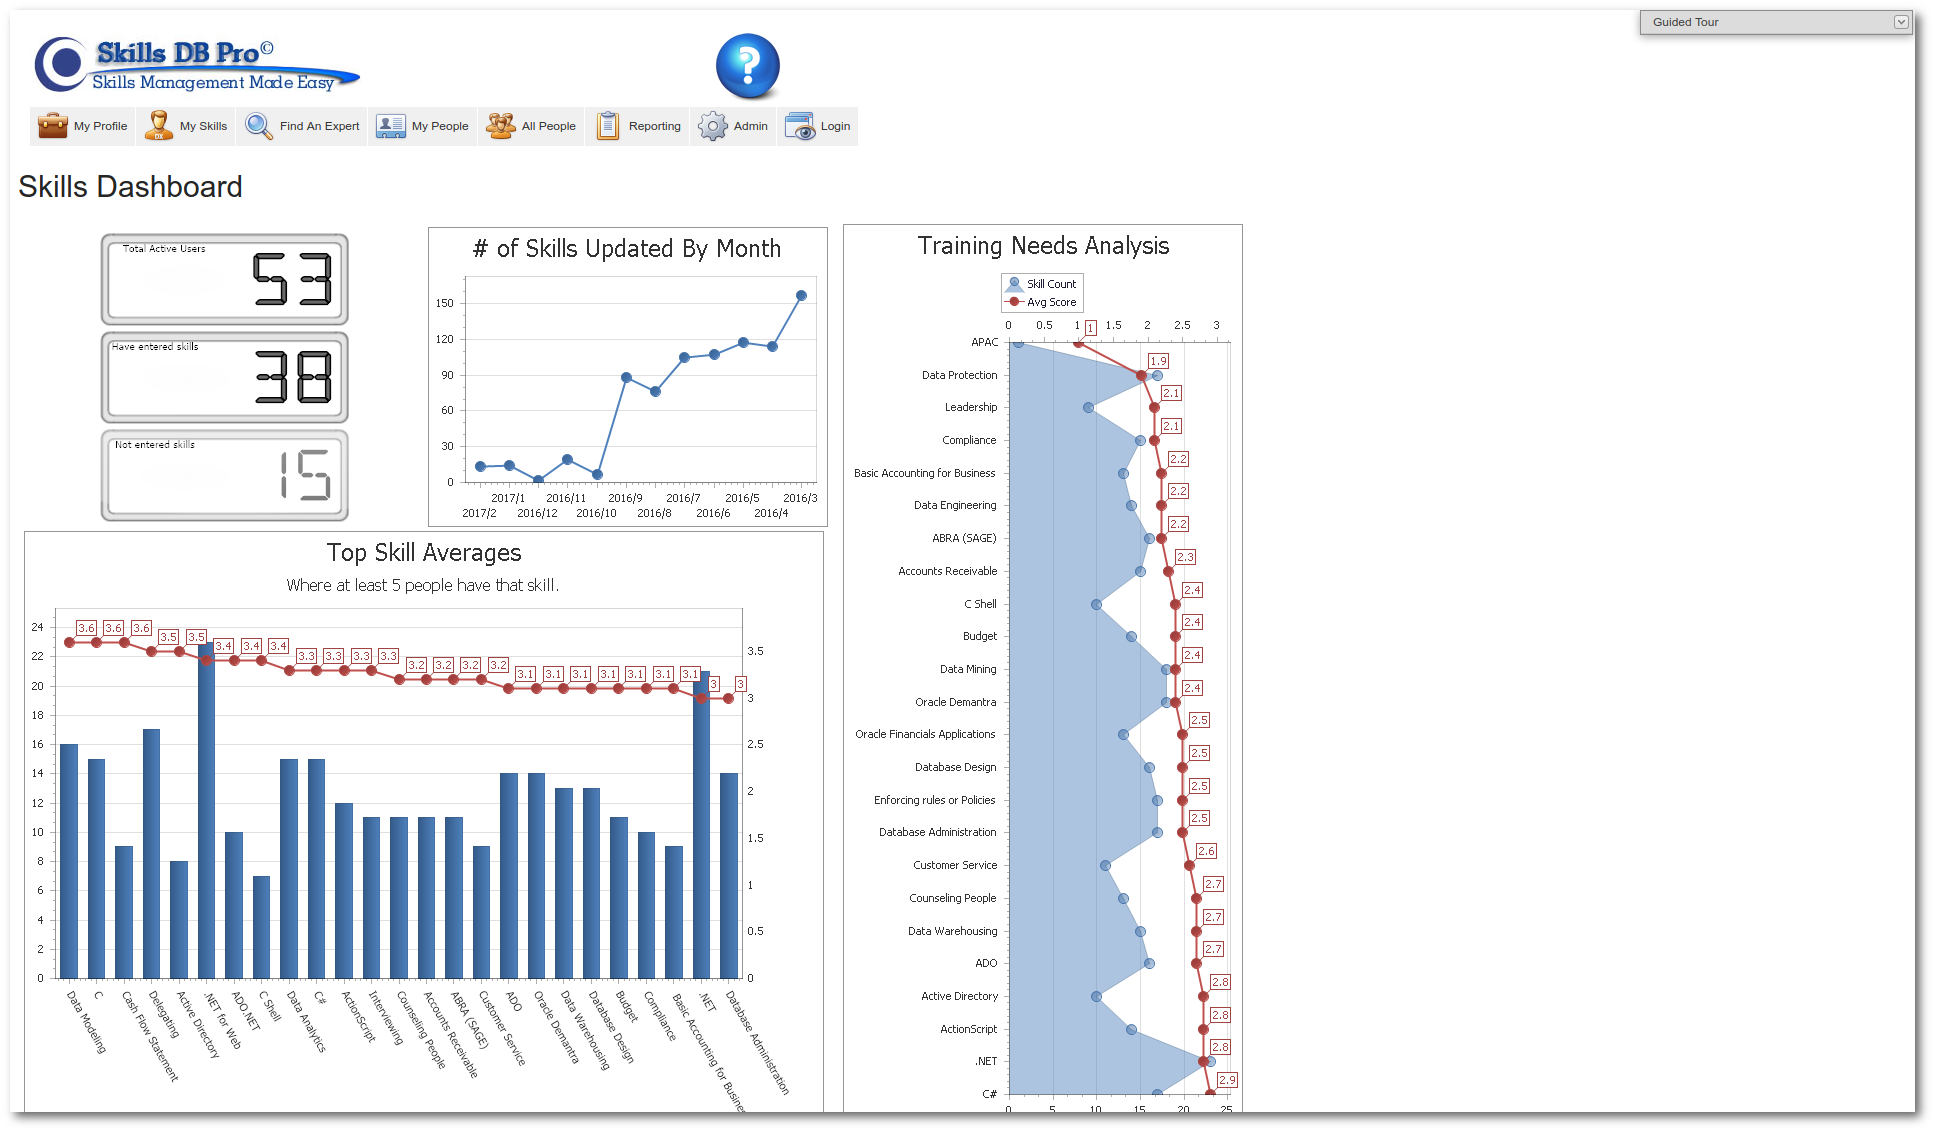 Guided Tour
Skills DB Pro©
Skills Management Made Easy
?
My Profile
My Skills
Find An Expert
My People
All People
Reporting
Admin
Login
Skills Dashboard
Total Active Users
53
Have entered skills
38
Not entered skills
15
# of Skills Updated By Month
150
120
90
60
30
0
2017/1 2016/11 2016/9 2016/7 2016/5 2016/3
2017/2 2016/12 2016/10 2016/8 2016/6 2016/4
Top Skill Averages
Where at least 5 people have that skill.
24
22
20
18
16
14
12
10
8
6
4
2
0
3.6 3.6 3.6 3.5 3.5 3.4 3.4 3.4 3.3 3.3 3.3 3.3 3.2 3.2 3.2 3.2 3.1 3.1 3.1 3.1 3.1 3.1 3.1 3 3
3.5
3
2.5
2
1.5
1
0.5
0
Data Modeling
C
Cash Flow Statement
Delegating
Active Directory
.NET for Web
ADO.NET
C Shell
Data Analytics
C#
ActionScript
Interviewing
Counseling People
Accounts Receivable
ABRA (SAGE)
Customer Service
ADO
Oracle Demantra
Data Warehousing
Database Design
Budget
Compliance
Basic Accounting for Busine
.NET
Database Administration
Training Needs Analysis
Skill Count
Avg Score
0 0.5 1 1.5 2 2.5 3
APAC 1
Data Protection 1.9
Leadership 2.1
Compliance 2.1
Basic Accounting for Business 2.2
Data Engineering 2.2
ABRA (SAGE) 2.2
Accounts Receivable 2.3
C Shell 2.4
Budget 2.4
Data Mining 2.4
Oracle Demantra 2.4
Oracle Financials Applications 2.5
Database Design 2.5
Enforcing rules or Policies 2.5
Database Administration 2.5
Customer Service 2.6
Counseling People 2.7
Data Warehousing 2.7
ADO 2.7
Active Directory 2.8
ActionScript 2.8
.NET 2.8
C# 2.9
0 5 10 15 20 25